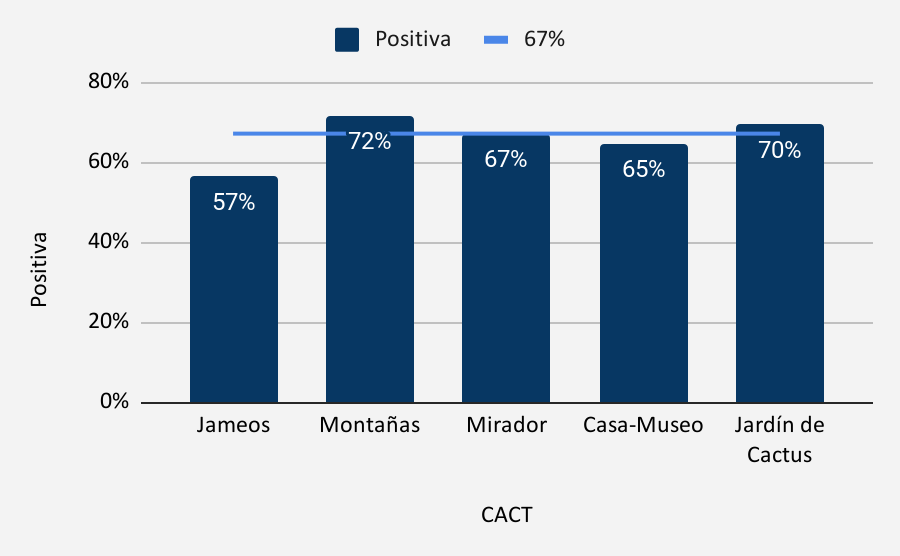 Positiva 67%
80%
60%
40%
20%
0%
Positiva
57%
72%
67%
65%
70%
Jameos Montañas Mirador Casa-Museo Jardín de
Cactus
CACT